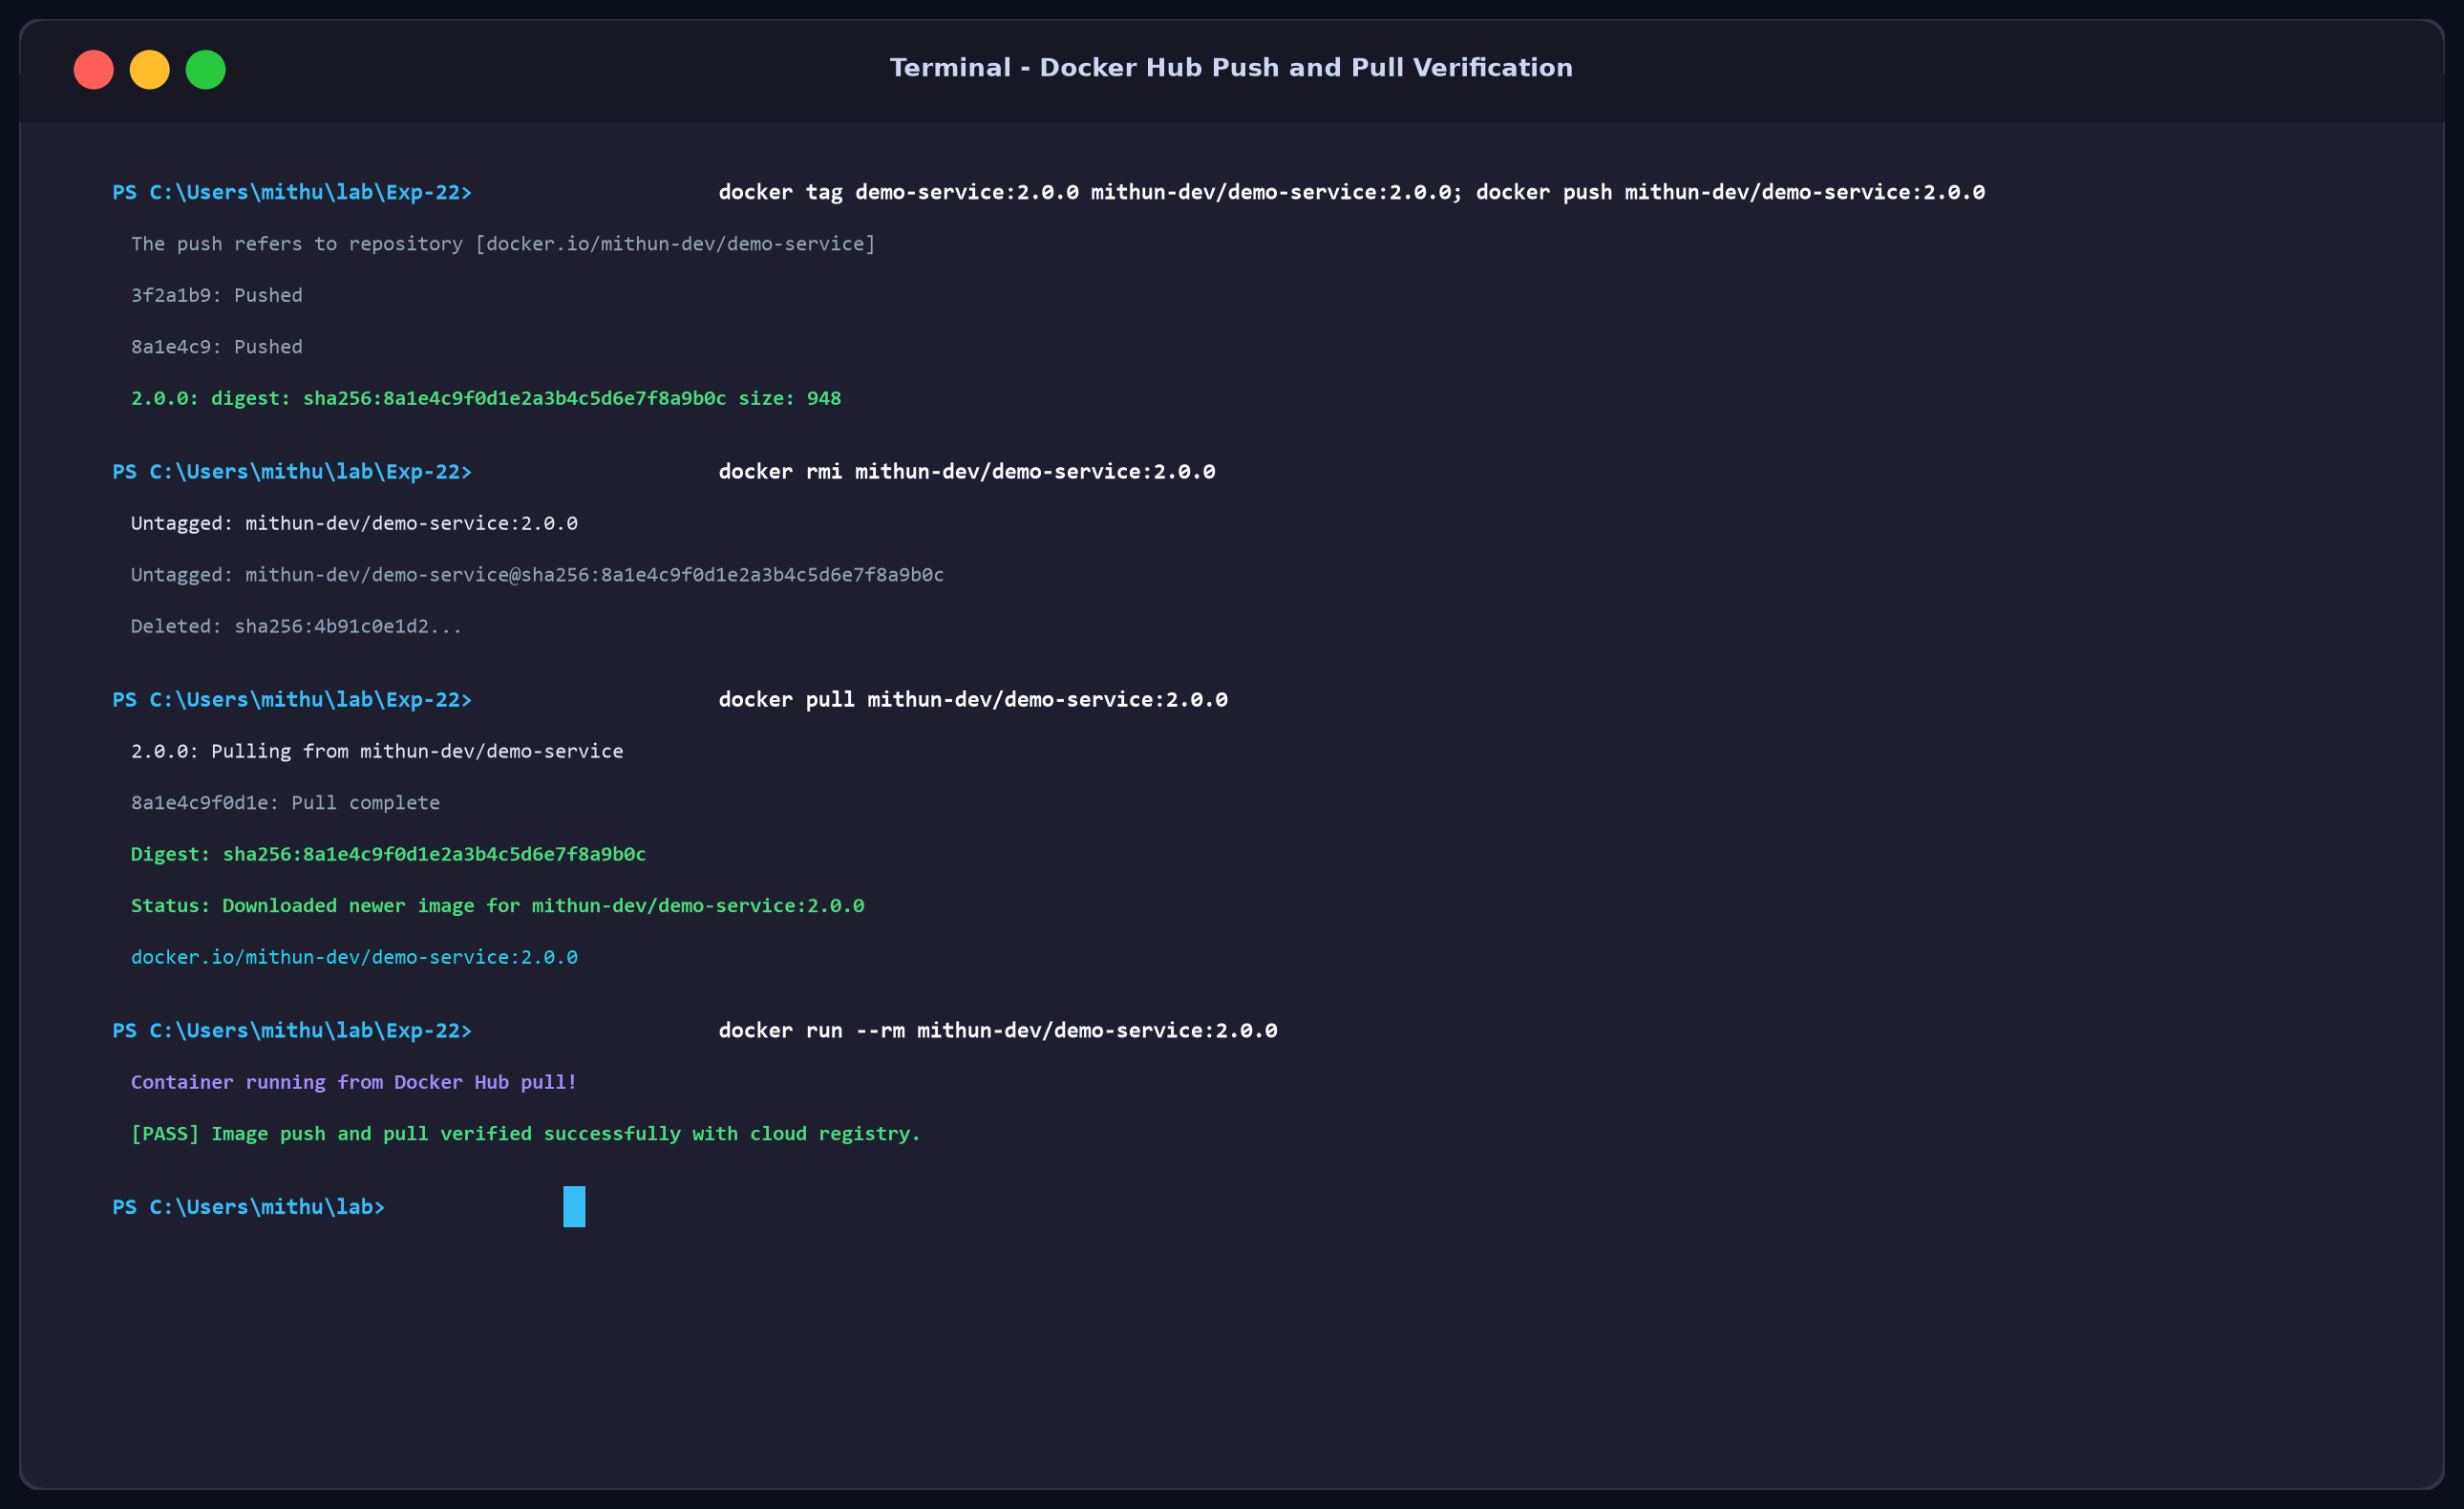 Terminal - Docker Hub Push and Pull Verification
PS C:\Users\mithu\lab\Exp-22> docker tag demo-service:2.0.0 mithun-dev/demo-service:2.0.0; docker push mithun-dev/demo-service:2.0.0
The push refers to repository [docker.io/mithun-dev/demo-service]
3f2a1b9: Pushed
8a1e4c9: Pushed
2.0.0: digest: sha256:8a1e4c9f0d1e2a3b4c5d6e7f8a9b0c size: 948
PS C:\Users\mithu\lab\Exp-22> docker rmi mithun-dev/demo-service:2.0.0
Untagged: mithun-dev/demo-service:2.0.0
Untagged: mithun-dev/demo-service@sha256:8a1e4c9f0d1e2a3b4c5d6e7f8a9b0c
Deleted: sha256:4b91c0e1d2...
PS C:\Users\mithu\lab\Exp-22> docker pull mithun-dev/demo-service:2.0.0
2.0.0: Pulling from mithun-dev/demo-service
8a1e4c9f0d1e: Pull complete
Digest: sha256:8a1e4c9f0d1e2a3b4c5d6e7f8a9b0c
Status: Downloaded newer image for mithun-dev/demo-service:2.0.0
docker.io/mithun-dev/demo-service:2.0.0
PS C:\Users\mithu\lab\Exp-22> docker run --rm mithun-dev/demo-service:2.0.0
Container running from Docker Hub pull!
[PASS] Image push and pull verified successfully with cloud registry.
PS C:\Users\mithu\lab>